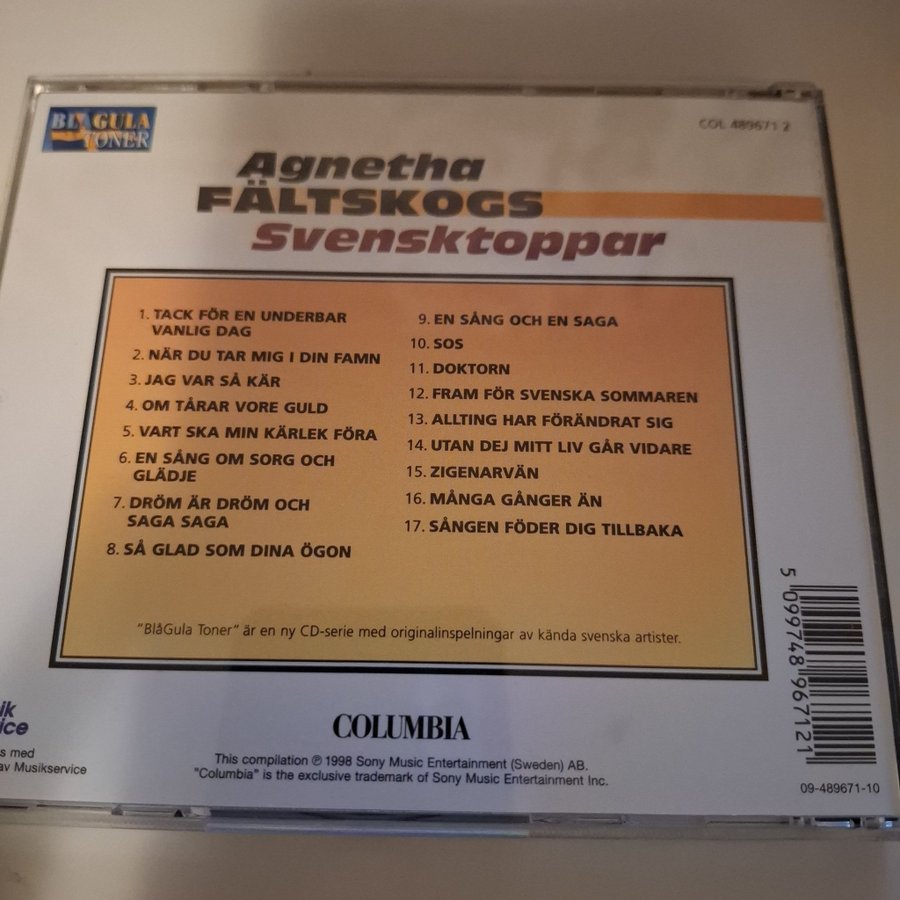 BLÅGULA
TONER
COL 489671 2
Agnetha
FÄLTSKOGS
Svensktoppar
1. TACK FÖR EN UNDERBAR
VANLIG DAG
2. NÄR DU TAR MIG I DIN FAMN
3. JAG VAR SÅ KÄR
4. OM TÅRAR VORE GULD
5. VART SKA MIN KÄRLEK FÖRA
6. EN SÅNG OM SORG OCH
GLÄDJE
7. DRÖM ÄR DRÖM OCH
SAGA SAGA
8. SÅ GLAD SOM DINA ÖGON
9. EN SÅNG OCH EN SAGA
10. SOS
11. DOKTORN
12. FRAM FÖR SVENSKA SOMMAREN
13. ALLTING HAR FÖRÄNDRAT SIG
14. UTAN DEJ MITT LIV GÅR VIDARE
15. ZIGENARVÄN
16. MÅNGA GÅNGER ÄN
17. SÅNGEN FÖDER DIG TILLBAKA
"BlåGula Toner" är en ny CD-serie med originalinspelningar av kända svenska artister.
5 099748 967121
med
av Musikservice
COLUMBIA
This compilation ℗ 1998 Sony Music Entertainment (Sweden) AB.
"Columbia" is the exclusive trademark of Sony Music Entertainment Inc.
09-489671-10